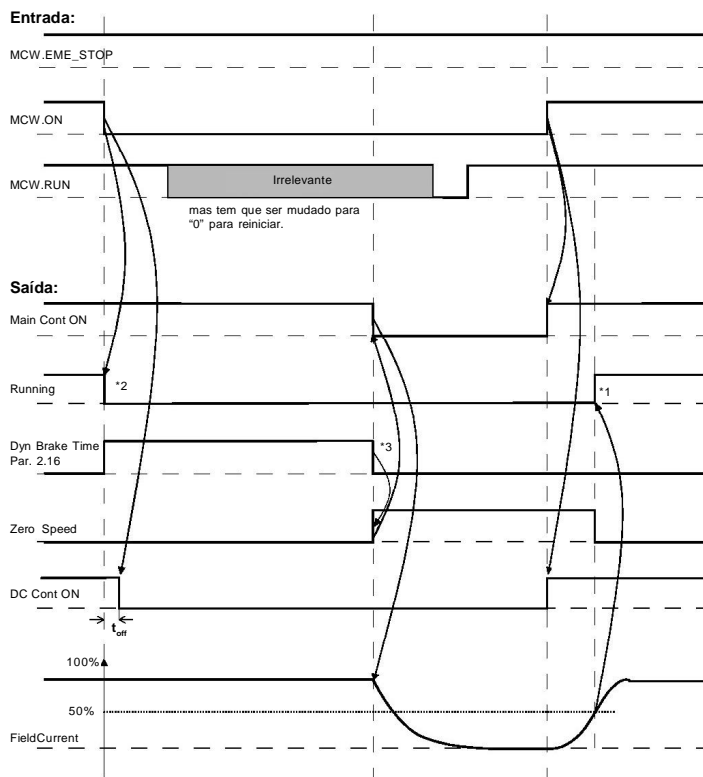 Entrada:
MCW.EME_STOP
MCW.ON
MCW.RUN
Irrelevante
mas tem que ser mudado para
“0” para reiniciar.
Saída:
Main Cont ON
Running
*2
*1
Dyn Brake Time
Par. 2.16
*3
Zero Speed
DC Cont ON
toff
100%
50%
FieldCurrent